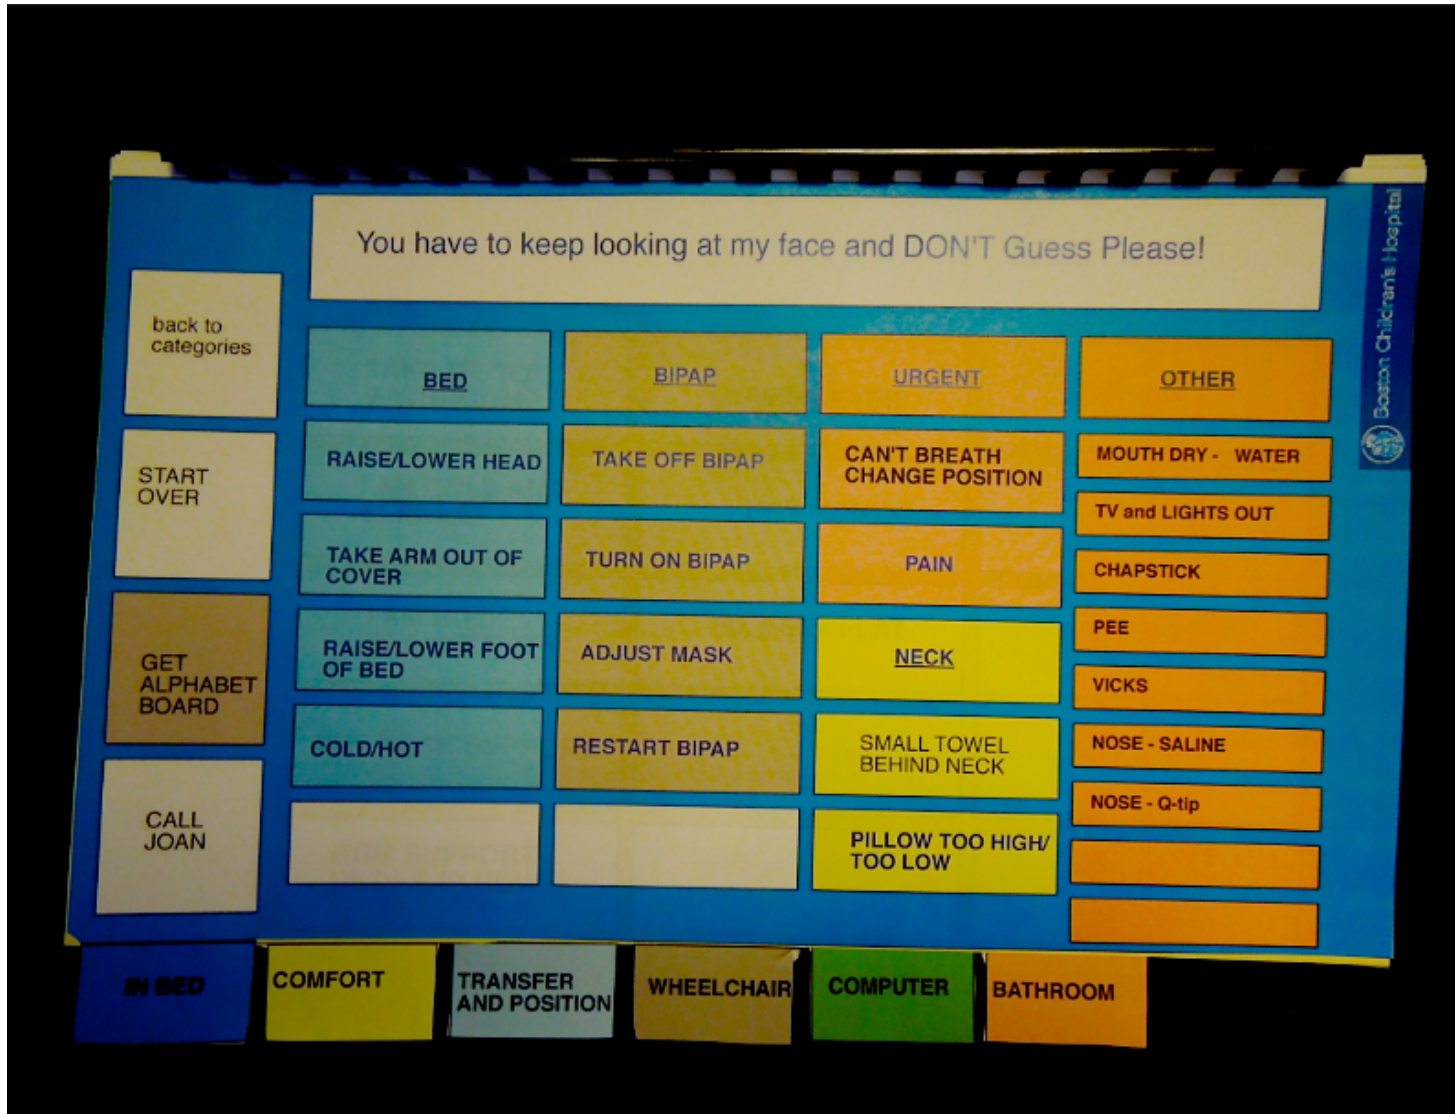 You have to keep looking at my face and DON'T Guess Please!
Boston Children's Hospital
back to
categories
START
OVER
GET
ALPHABET
BOARD
CALL
JOAN
BED
RAISE/LOWER HEAD
TAKE ARM OUT OF
COVER
RAISE/LOWER FOOT
OF BED
COLD/HOT
BIPAP
TAKE OFF BIPAP
TURN ON BIPAP
ADJUST MASK
RESTART BIPAP
URGENT
CAN'T BREATH
CHANGE POSITION
PAIN
NECK
SMALL TOWEL
BEHIND NECK
PILLOW TOO HIGH/
TOO LOW
OTHER
MOUTH DRY - WATER
TV and LIGHTS OUT
CHAPSTICK
PEE
VICKS
NOSE - SALINE
NOSE - Q-tip
IN BED
COMFORT
TRANSFER
AND POSITION
WHEELCHAIR
COMPUTER
BATHROOM